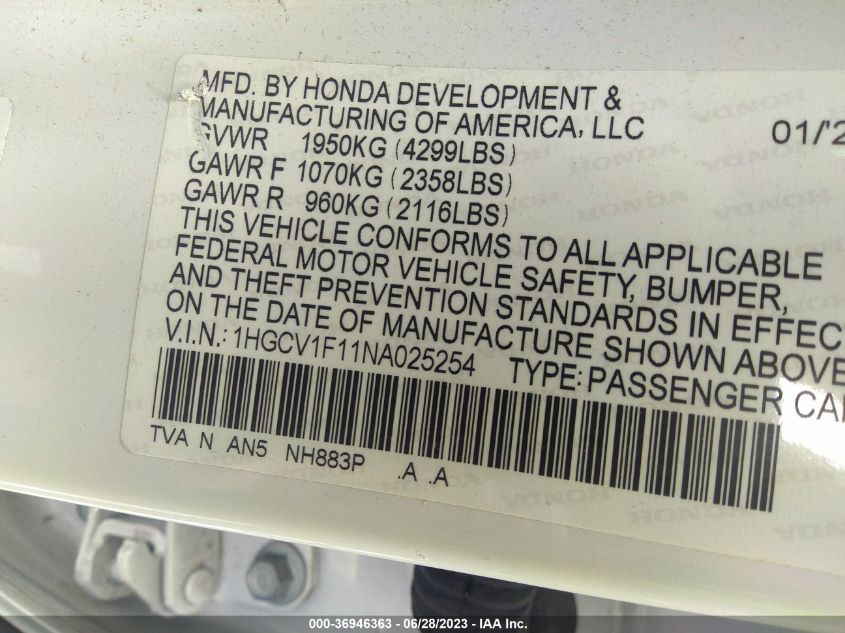 MFD. BY HONDA DEVELOPMENT &
MANUFACTURING OF AMERICA, LLC 01/'2
GVWR 1950KG (4299LBS)
GAWR F 1070KG (2358LBS)
GAWR R 960KG (2116LBS)
THIS VEHICLE CONFORMS TO ALL APPLICABLE
FEDERAL MOTOR VEHICLE SAFETY, BUMPER,
AND THEFT PREVENTION STANDARDS IN EFFEC
ON THE DATE OF MANUFACTURE SHOWN ABOVE
V.I.N.: 1HGCV1F11NA025254 TYPE: PASSENGER CAR
TVA N AN5 NH883P .A .A
000-36946363 - 06/28/2023 - IAA Inc.